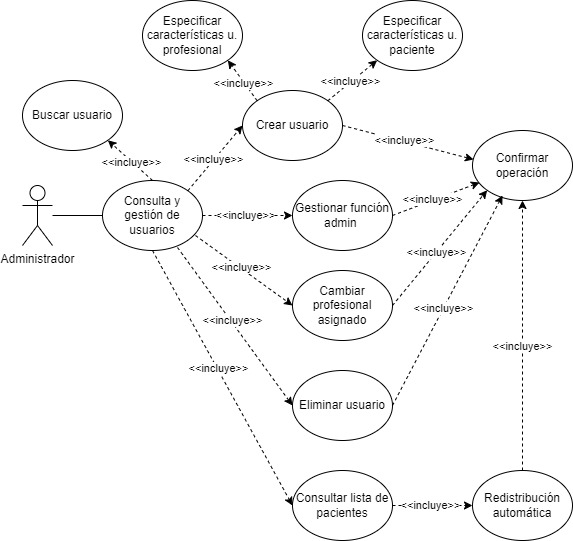 Especificar
características u.
profesional
Especificar
características u.
paciente
<<incluye>>
<<incluye>>
Buscar usuario
Crear usuario
<<incluye>>
<<incluye>>
<<incluye>>
Confirmar
operación
Administrador
Consulta y
gestión de
usuarios
<<incluye>>
Gestionar función
admin
<<incluye>>
<<incluye>>
Cambiar
profesional
asignado
<<incluye>>
<<incluye>>
<<incluye>>
Eliminar usuario
<<incluye>>
<<incluye>>
Consultar lista de
pacientes
<<incluye>>
Redistribución
automática